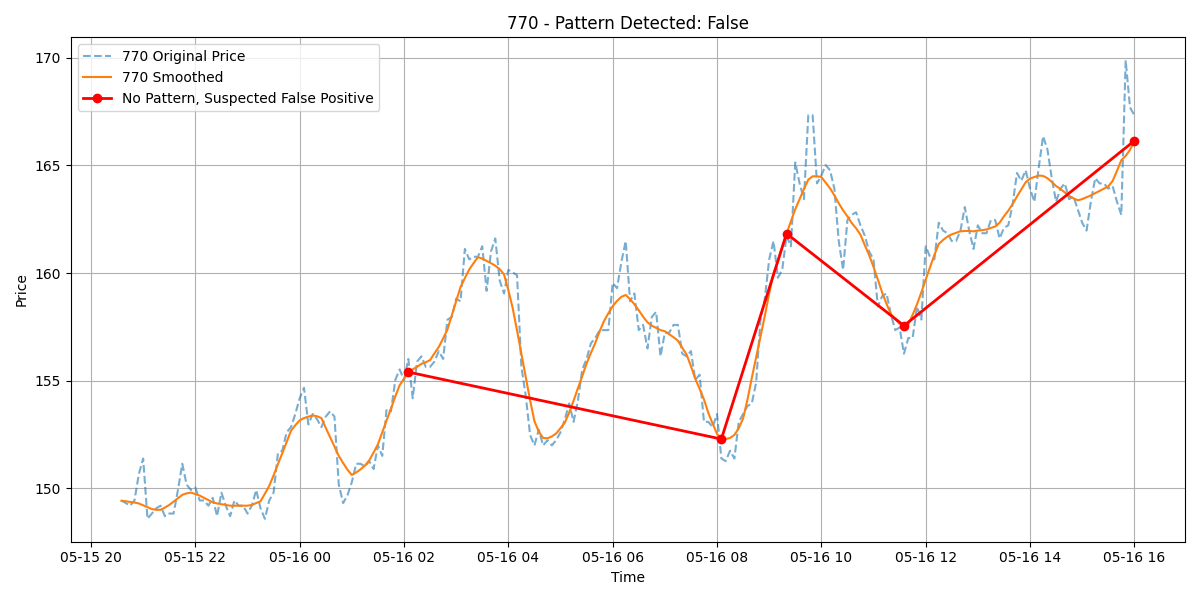 770 - Pattern Detected: False
770 Original Price
770 Smoothed
No Pattern, Suspected False Positive
Price
170
165
160
155
150
05-15 20 05-15 22 05-16 00 05-16 02 05-16 04 05-16 06 05-16 08 05-16 10 05-16 12 05-16 14 05-16 16
Time